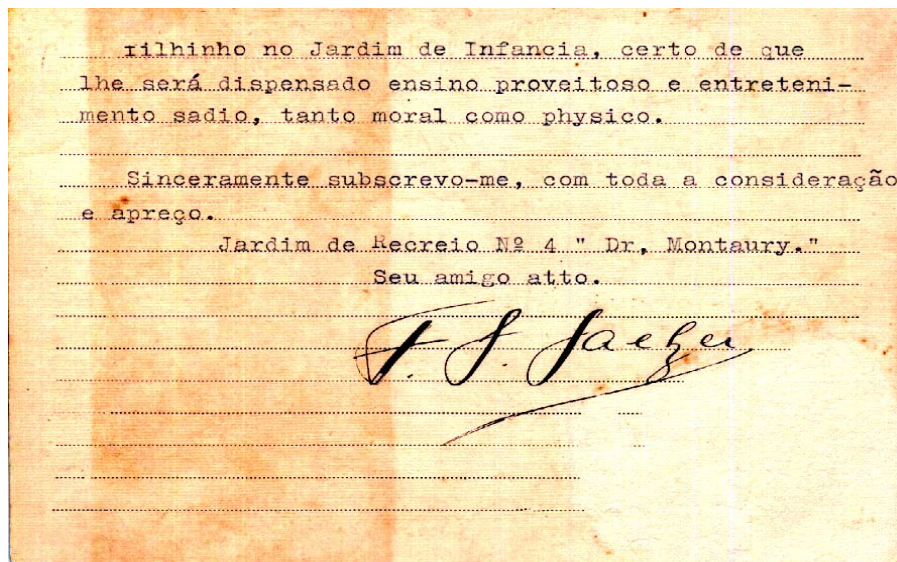 filhinho no Jardim de Infancia, certo de que
lhe será dispensado ensino proveitoso e entreteni-
mento sadio, tanto moral como physico.
Sinceramente subscrevo-me, com toda a consideração
e apreço.
Jardim de Recreio Nº 4 " Dr, Montaury."
Seu amigo atto.